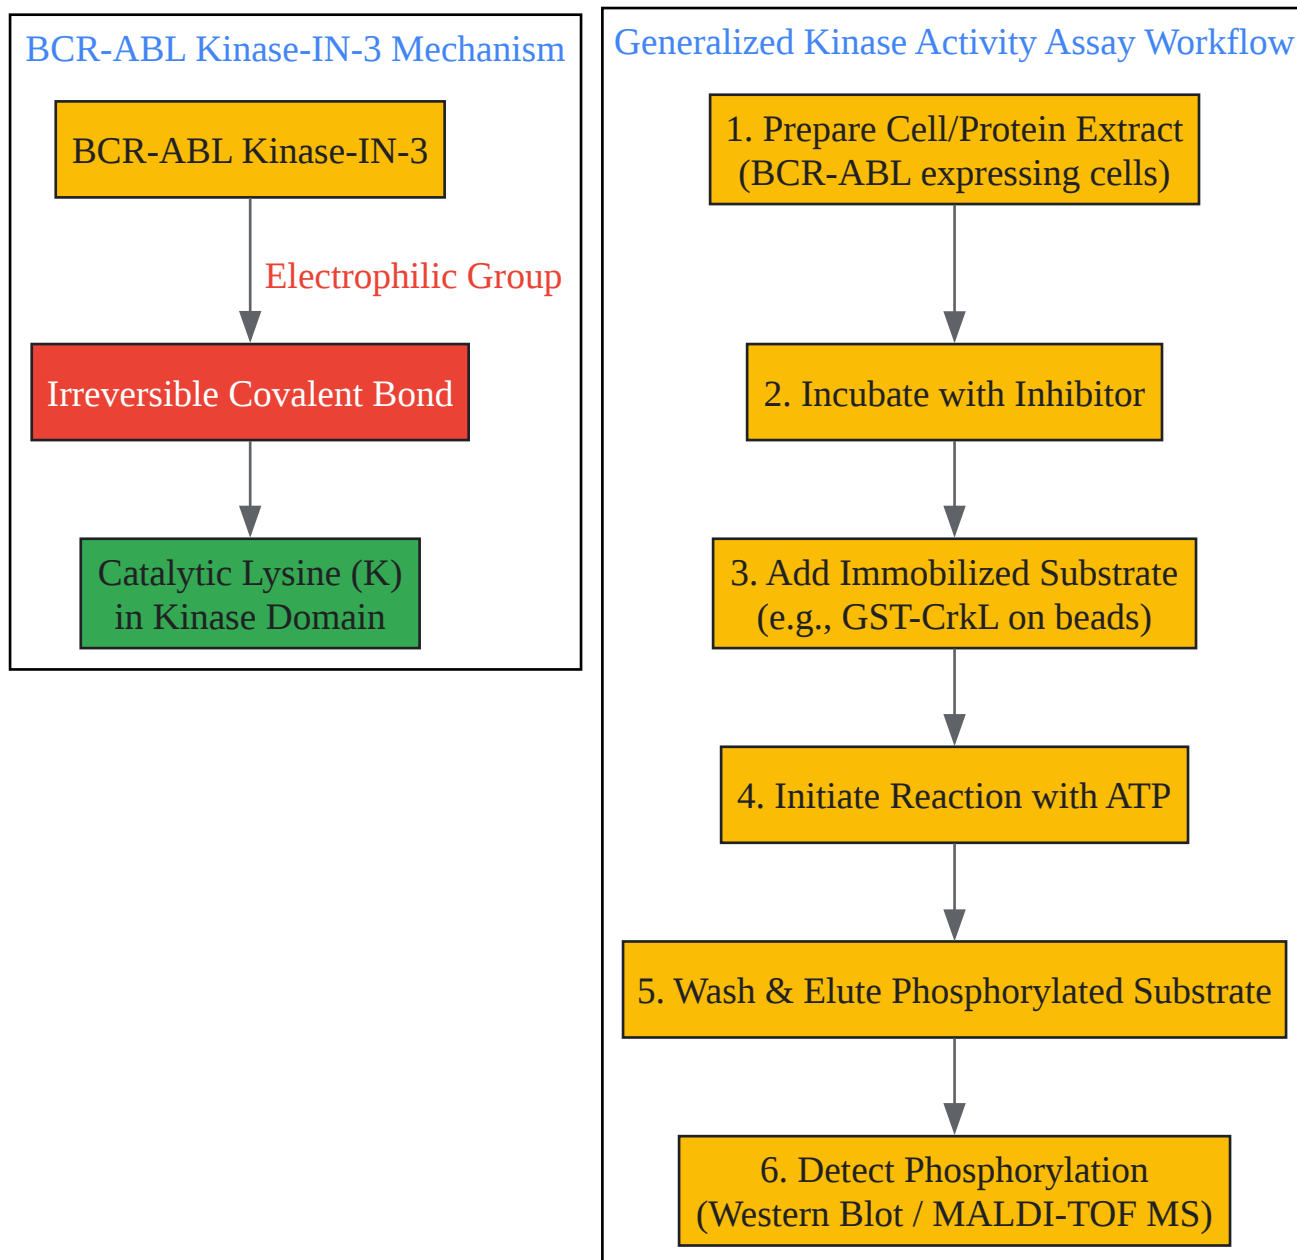 BCR-ABL Kinase-IN-3 Mechanism
BCR-ABL Kinase-IN-3
Electrophilic Group
Irreversible Covalent Bond
Catalytic Lysine (K)
in Kinase Domain
Generalized Kinase Activity Assay Workflow
1. Prepare Cell/Protein Extract
(BCR-ABL expressing cells)
2. Incubate with Inhibitor
3. Add Immobilized Substrate
(e.g., GST-CrkL on beads)
4. Initiate Reaction with ATP
5. Wash & Elute Phosphorylated Substrate
6. Detect Phosphorylation
(Western Blot / MALDI-TOF MS)